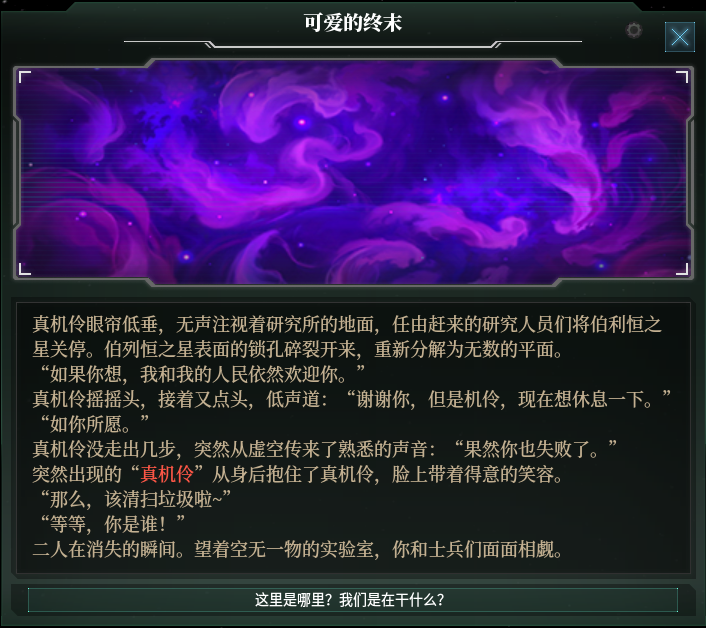 可爱的终末
真机伶眼帘低垂，无声注视着研究所的地面，任由赶来的研究人员们将伯利恒之
星关停。伯列恒之星表面的锁孔碎裂开来，重新分解为无数的平面。
“如果你想，我和我的人民依然欢迎你。”
真机伶摇摇头，接着又点头，低声道：“谢谢你，但是机伶，现在想休息一下。”
“如你所愿。”
真机伶没走出几步，突然从虚空传来了熟悉的声音：“果然你也失败了。”
突然出现的“真机伶”从身后抱住了真机伶，脸上带着得意的笑容。
“那么，该清扫垃圾啦~”
“等等，你是谁！”
二人在消失的瞬间。望着空无一物的实验室，你和士兵们面面相觑。
这里是哪里？我们是在干什么？